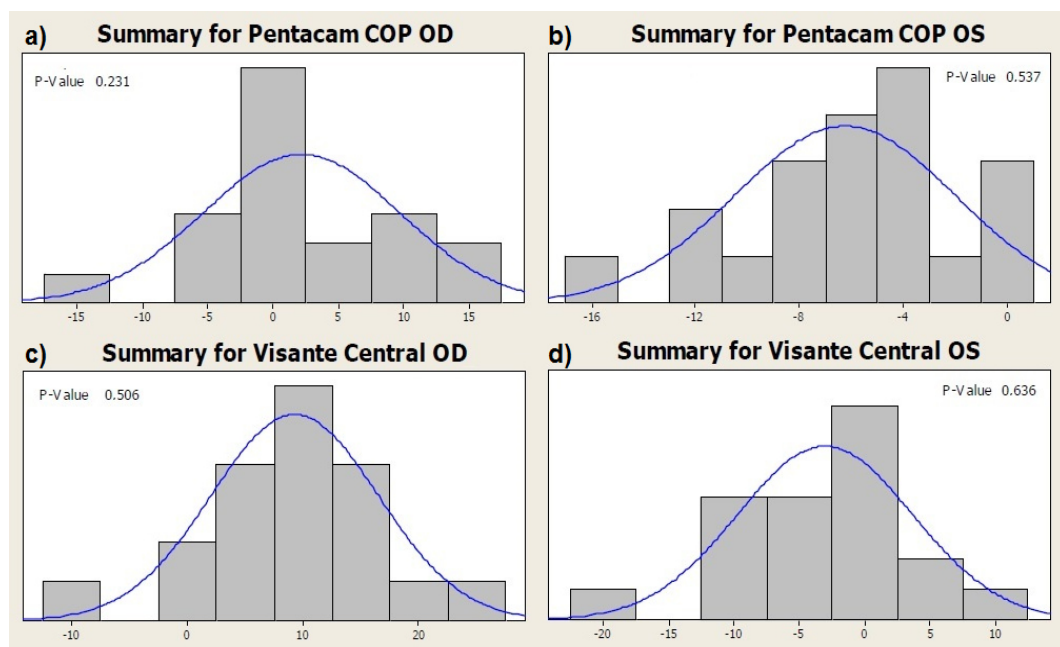 a) Summary for Pentacam COP OD
P-Value 0.231
-15 -10 -5 0 5 10 15
b) Summary for Pentacam COP OS
P-Value 0.537
-16 -12 -8 -4 0
c) Summary for Visante Central OD
P-Value 0.506
-10 0 10 20
d) Summary for Visante Central OS
P-Value 0.636
-20 -15 -10 -5 0 5 10